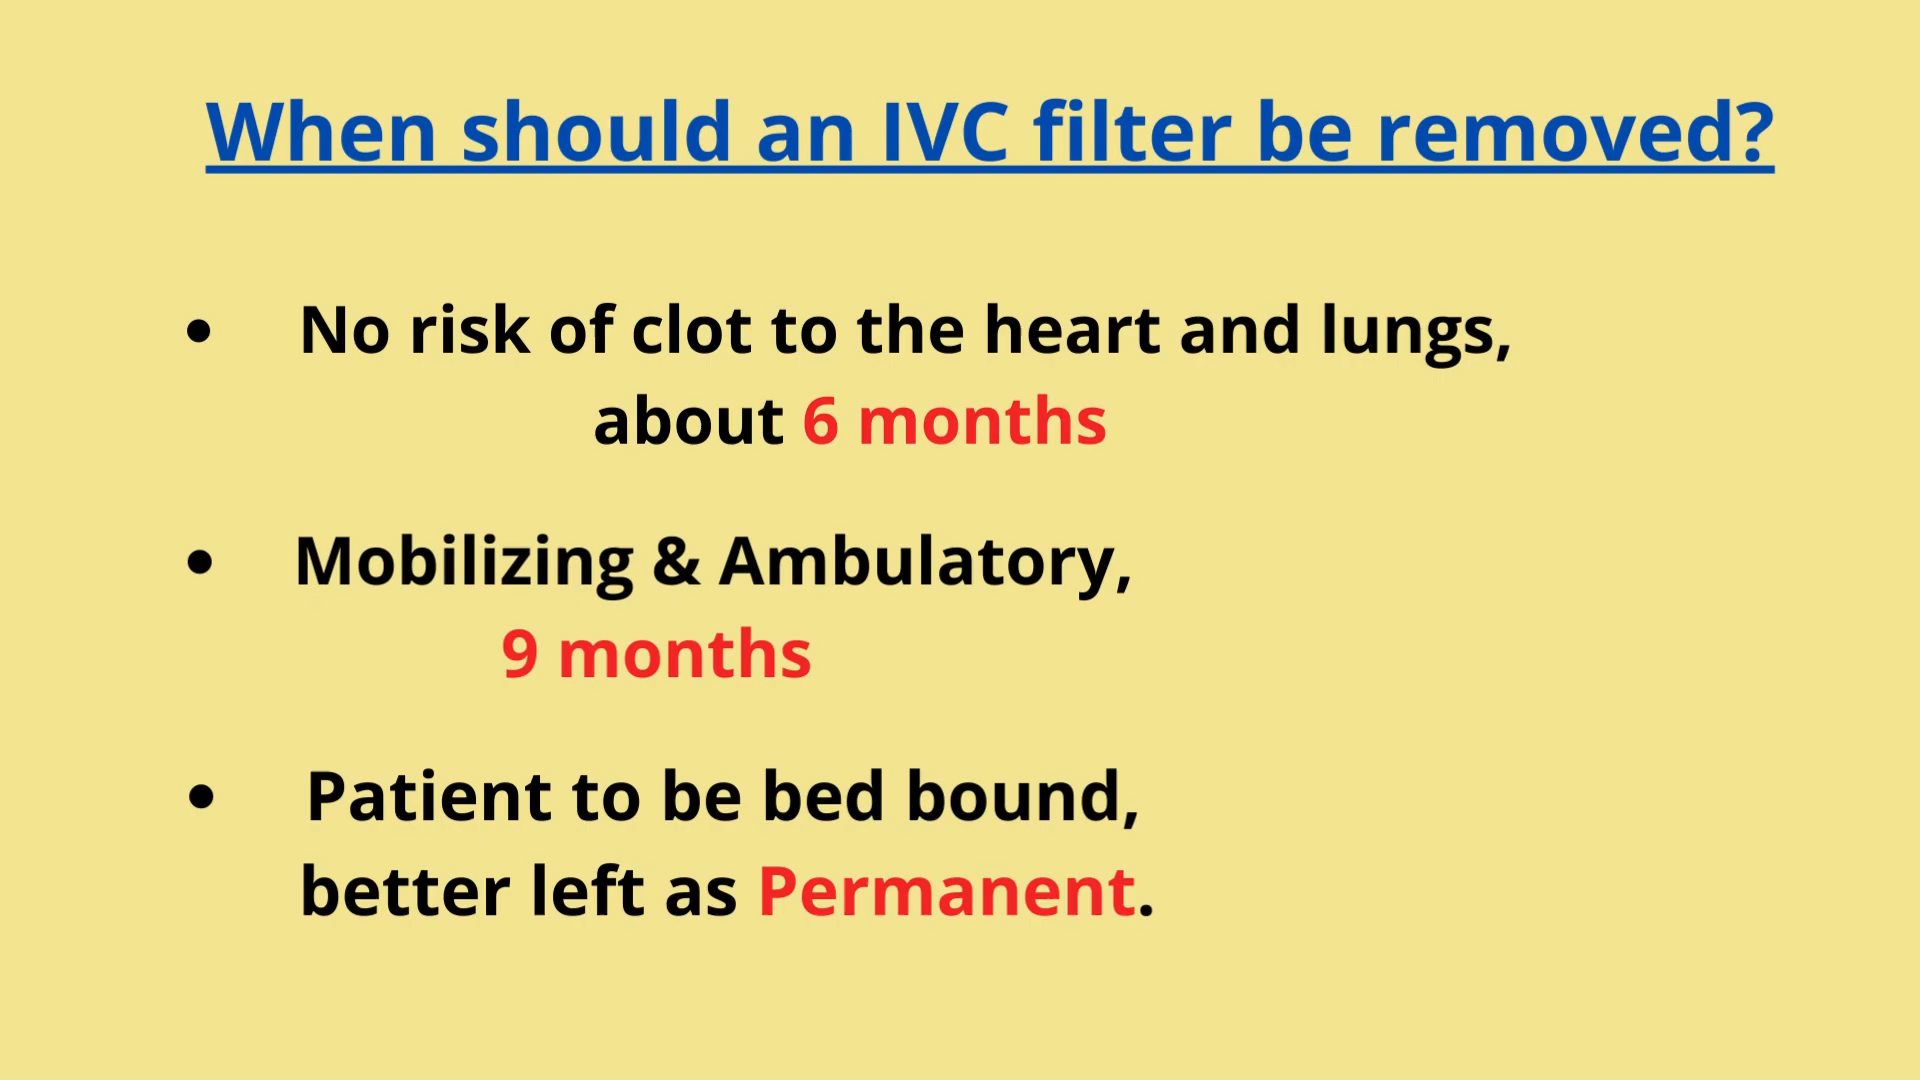 When should an IVC filter be removed?
• No risk of clot to the heart and lungs,
about 6 months
• Mobilizing & Ambulatory,
9 months
• Patient to be bed bound,
better left as Permanent.